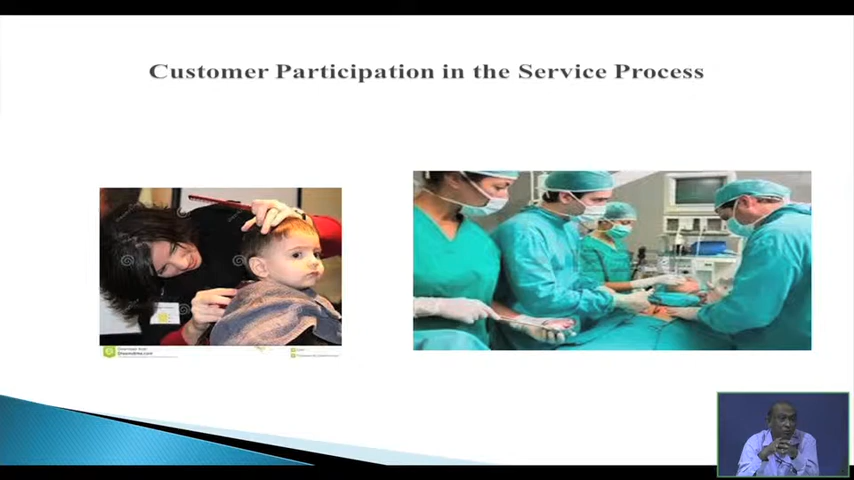 Customer Participation in the Service Process